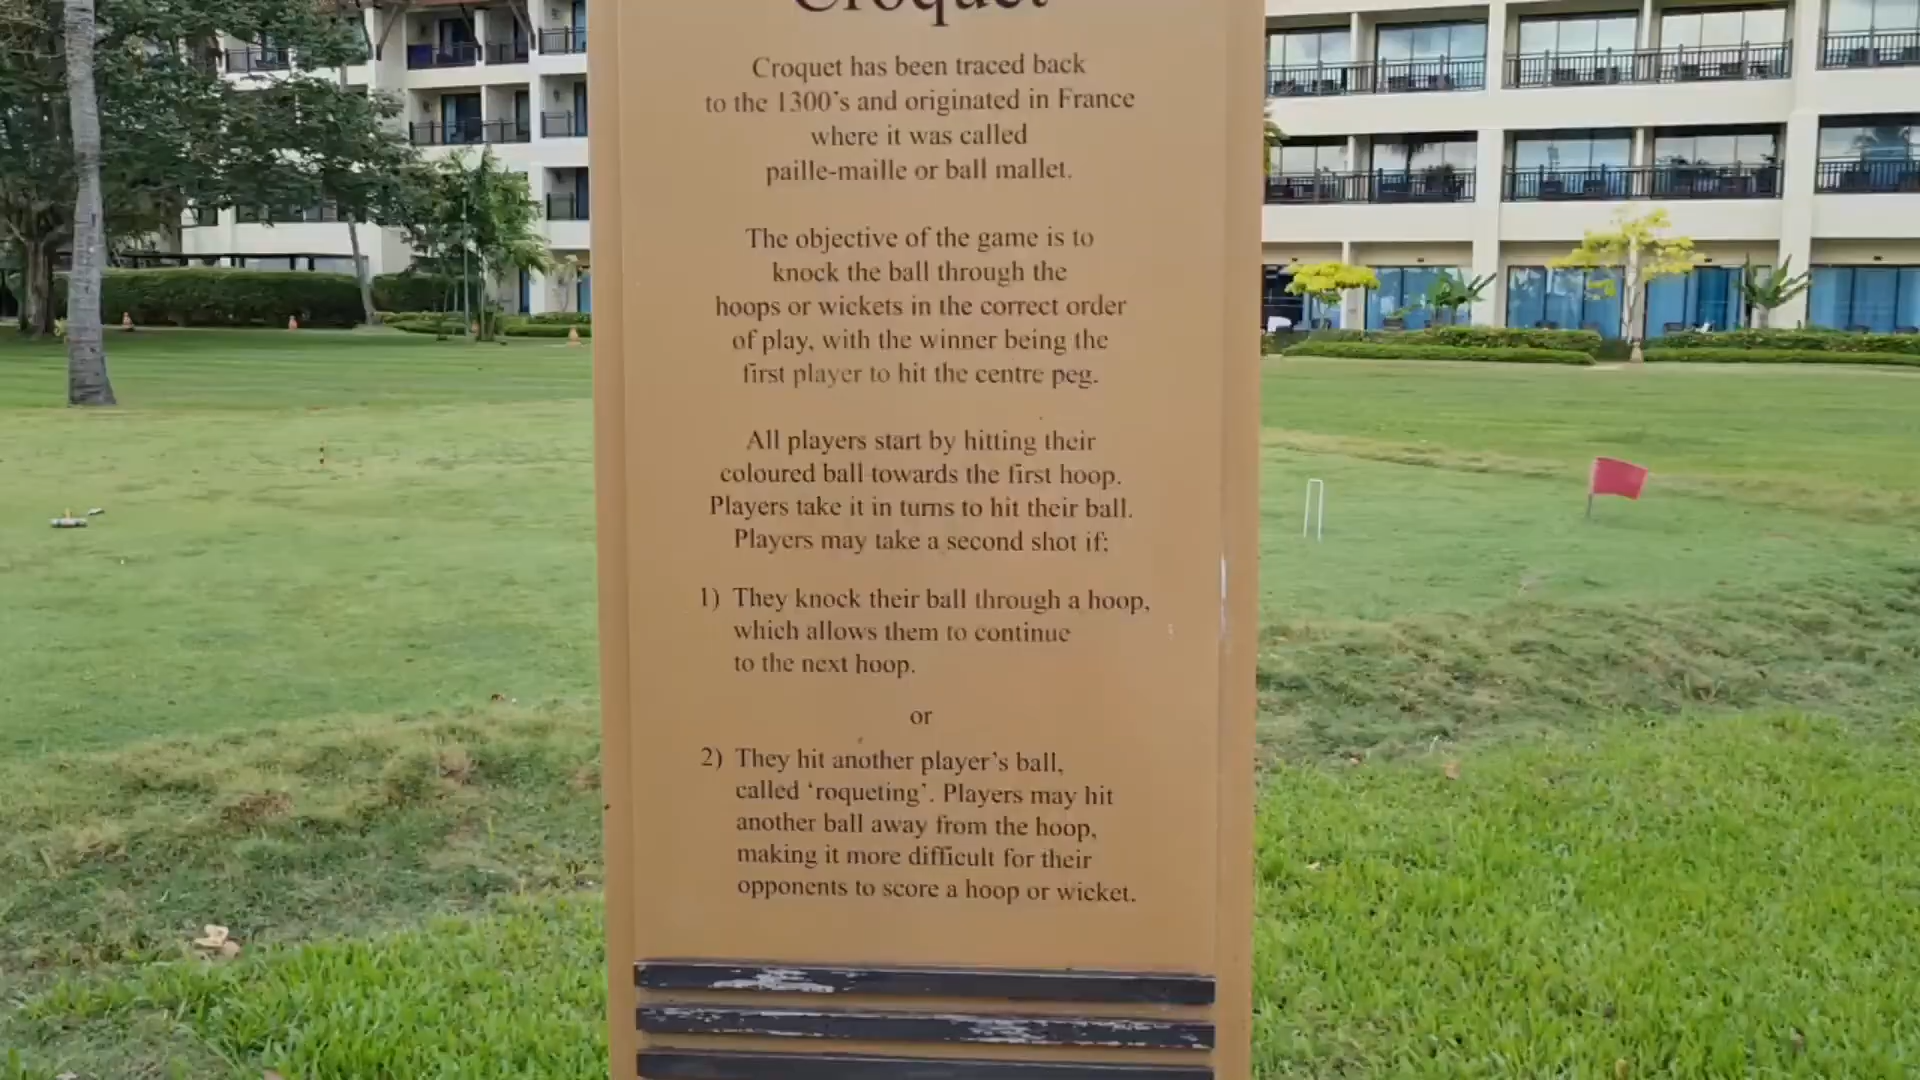 Croquet
Croquet has been traced back
to the 1300's and originated in France
where it was called
paille-maille or ball mallet.
The objective of the game is to
knock the ball through the
hoops or wickets in the correct order
of play, with the winner being the
first player to hit the centre peg.
All players start by hitting their
coloured ball towards the first hoop.
Players take it in turns to hit their ball.
Players may take a second shot if:
1) They knock their ball through a hoop,
which allows them to continue
to the next hoop.
or
2) They hit another player's ball,
called ‘roqueting’. Players may hit
another ball away from the hoop,
making it more difficult for their
opponents to score a hoop or wicket.